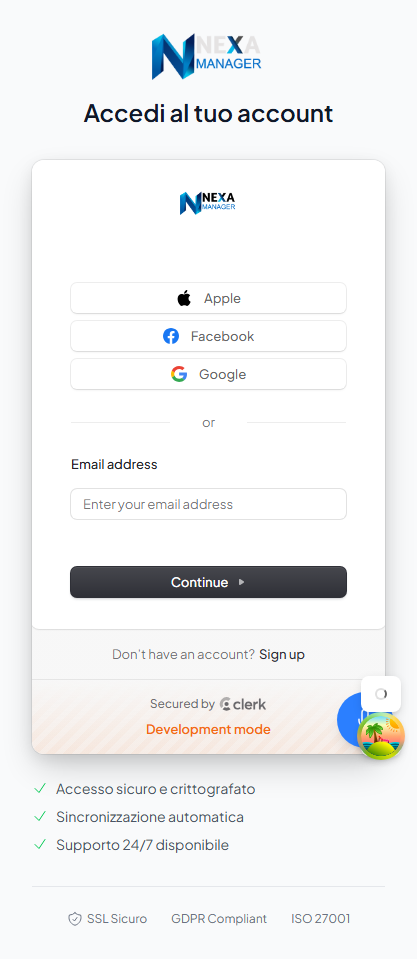 NEXA
MANAGER
Accedi al tuo account
NEXA
MANAGER
Apple
Facebook
Google
or
Email address
Enter your email address
Continue
Don't have an account? Sign up
Secured by clerk
Development mode
Accesso sicuro e crittografato
Sincronizzazione automatica
Supporto 24/7 disponibile
SSL Sicuro GDPR Compliant ISO 27001